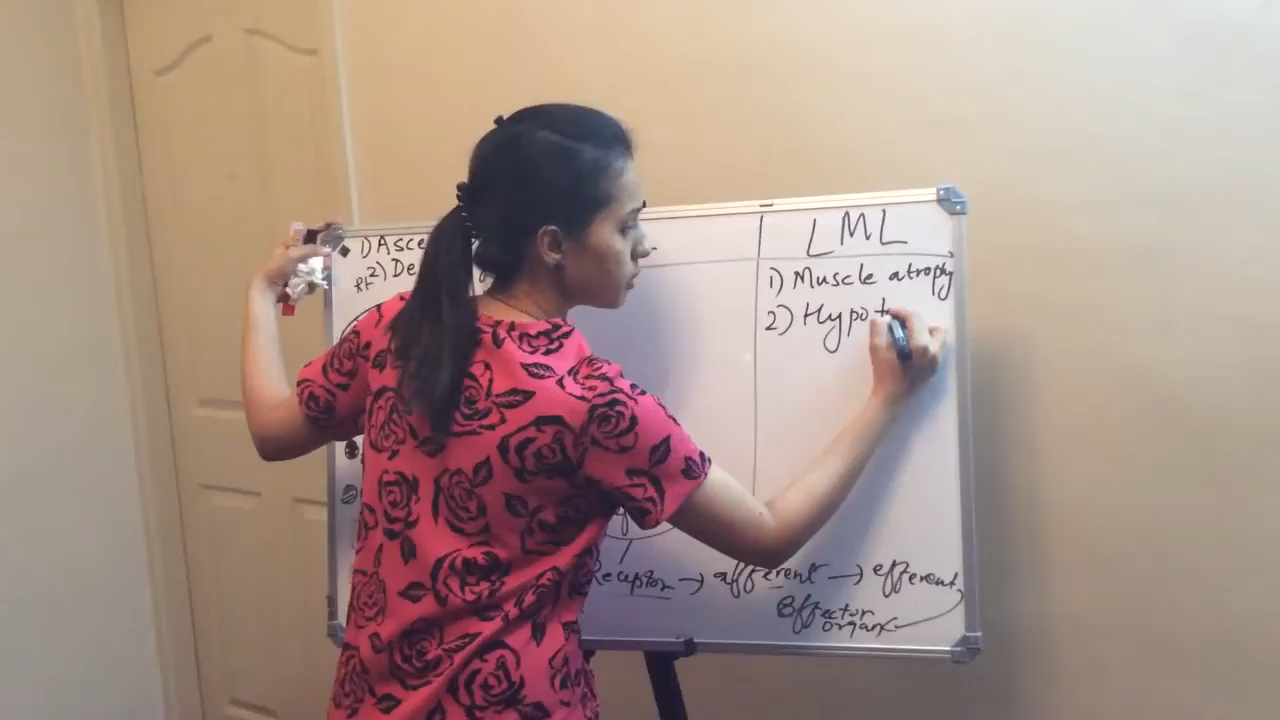 1) Asce
2) De
LML
1) Muscle atrophy
2) Hypot
Receptor → afferent → efferent
Effector
organ